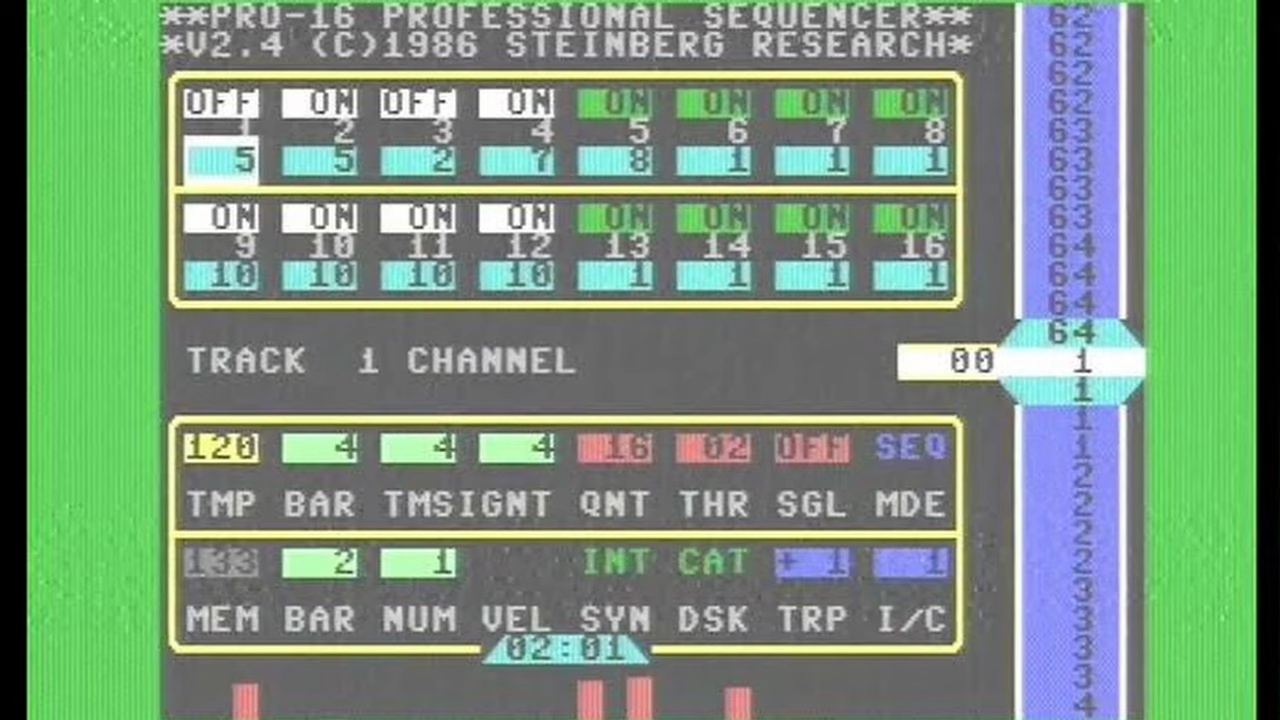 **PRO-16 PROFESSIONAL SEQUENCER**
*V2.4 (C)1986 STEINBERG RESEARCH*
OFF ON OFF ON ON ON ON ON
1 2 3 4 5 6 7 8
5 5 2 7 8 1 1 1
ON ON ON ON ON ON ON ON
9 10 11 12 13 14 15 16
10 10 10 10 1 1 1 1
TRACK 1 CHANNEL
00 1
120 4 4 4 16 02 OFF SEQ
TMP BAR TMSIGNT QNT THR SGL MDE
133 2 1 INT CAT + 1 1
MEM BAR NUM VEL SYN DSK TRP I/C
02:01
62
62
62
62
63
63
63
63
64
64
64
64
1
1
1
2
2
2
2
3
3
3
3
4